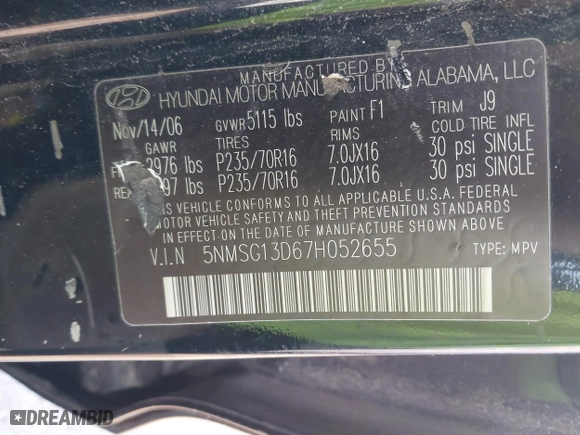 MANUFACTURED BY
HYUNDAI MOTOR MANUFACTURING ALABAMA, LLC
Nov/14/06 GVWR 5115 lbs PAINT F1 TRIM J9
GAWR TIRES RIMS COLD TIRE INFL
2976 lbs P235/70R16 7.0JX16 30 psi SINGLE
lbs P235/70R16 7.0JX16 30 psi SINGLE
THIS VEHICLE CONFORMS TO ALL APPLICABLE U.S.A. FEDERAL
MOTOR VEHICLE SAFETY AND THEFT PREVENTION STANDARDS
IN EFFECT ON THE DATE OF MANUFACTURE SHOWN ABOVE.
V.I.N 5NMSG13D67H052655 TYPE: MPV
DREAMBID